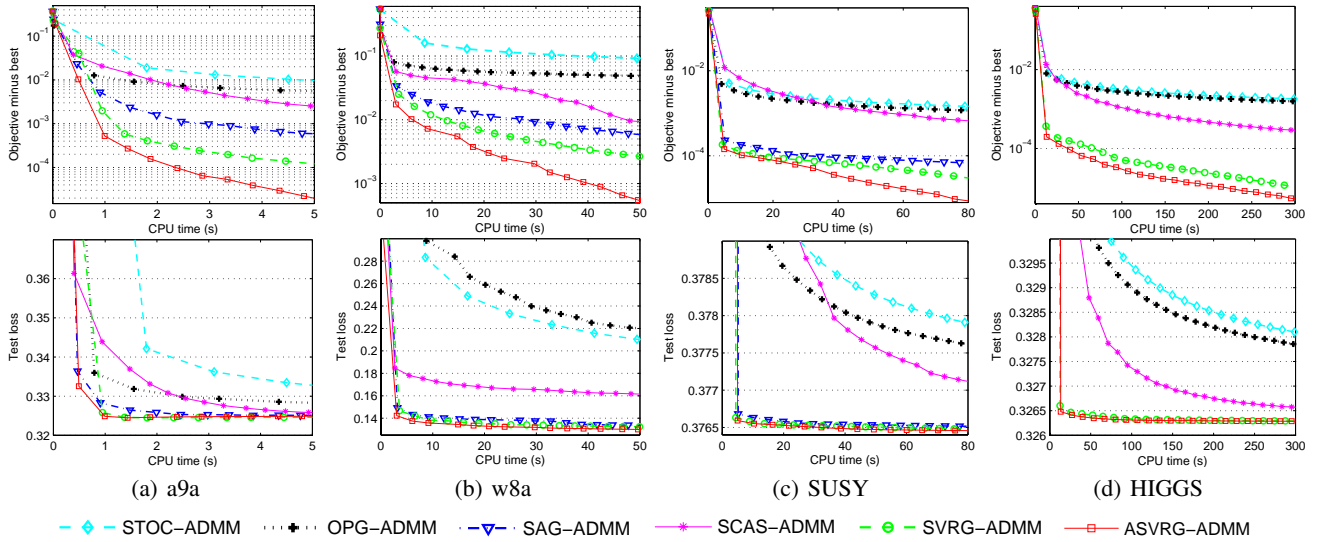 Objective minus best
10^-1
10^-2
10^-3
10^-4
0 1 2 3 4 5
CPU time (s)
Objective minus best
10^-1
10^-2
10^-3
0 10 20 30 40 50
CPU time (s)
Objective minus best
10^-2
10^-4
0 20 40 60 80
CPU time (s)
Objective minus best
10^-2
10^-4
0 50 100 150 200 250 300
CPU time (s)
Test loss
0.36
0.35
0.34
0.33
0.32
0 1 2 3 4 5
CPU time (s)
Test loss
0.28
0.26
0.24
0.22
0.2
0.18
0.16
0.14
0 10 20 30 40 50
CPU time (s)
Test loss
0.3785
0.378
0.3775
0.377
0.3765
0 20 40 60 80
CPU time (s)
Test loss
0.3295
0.329
0.3285
0.328
0.3275
0.327
0.3265
0.326
0 50 100 150 200 250 300
CPU time (s)
(a) a9a
(b) w8a
(c) SUSY
(d) HIGGS
STOC-ADMM OPG-ADMM SAG-ADMM SCAS-ADMM SVRG-ADMM ASVRG-ADMM